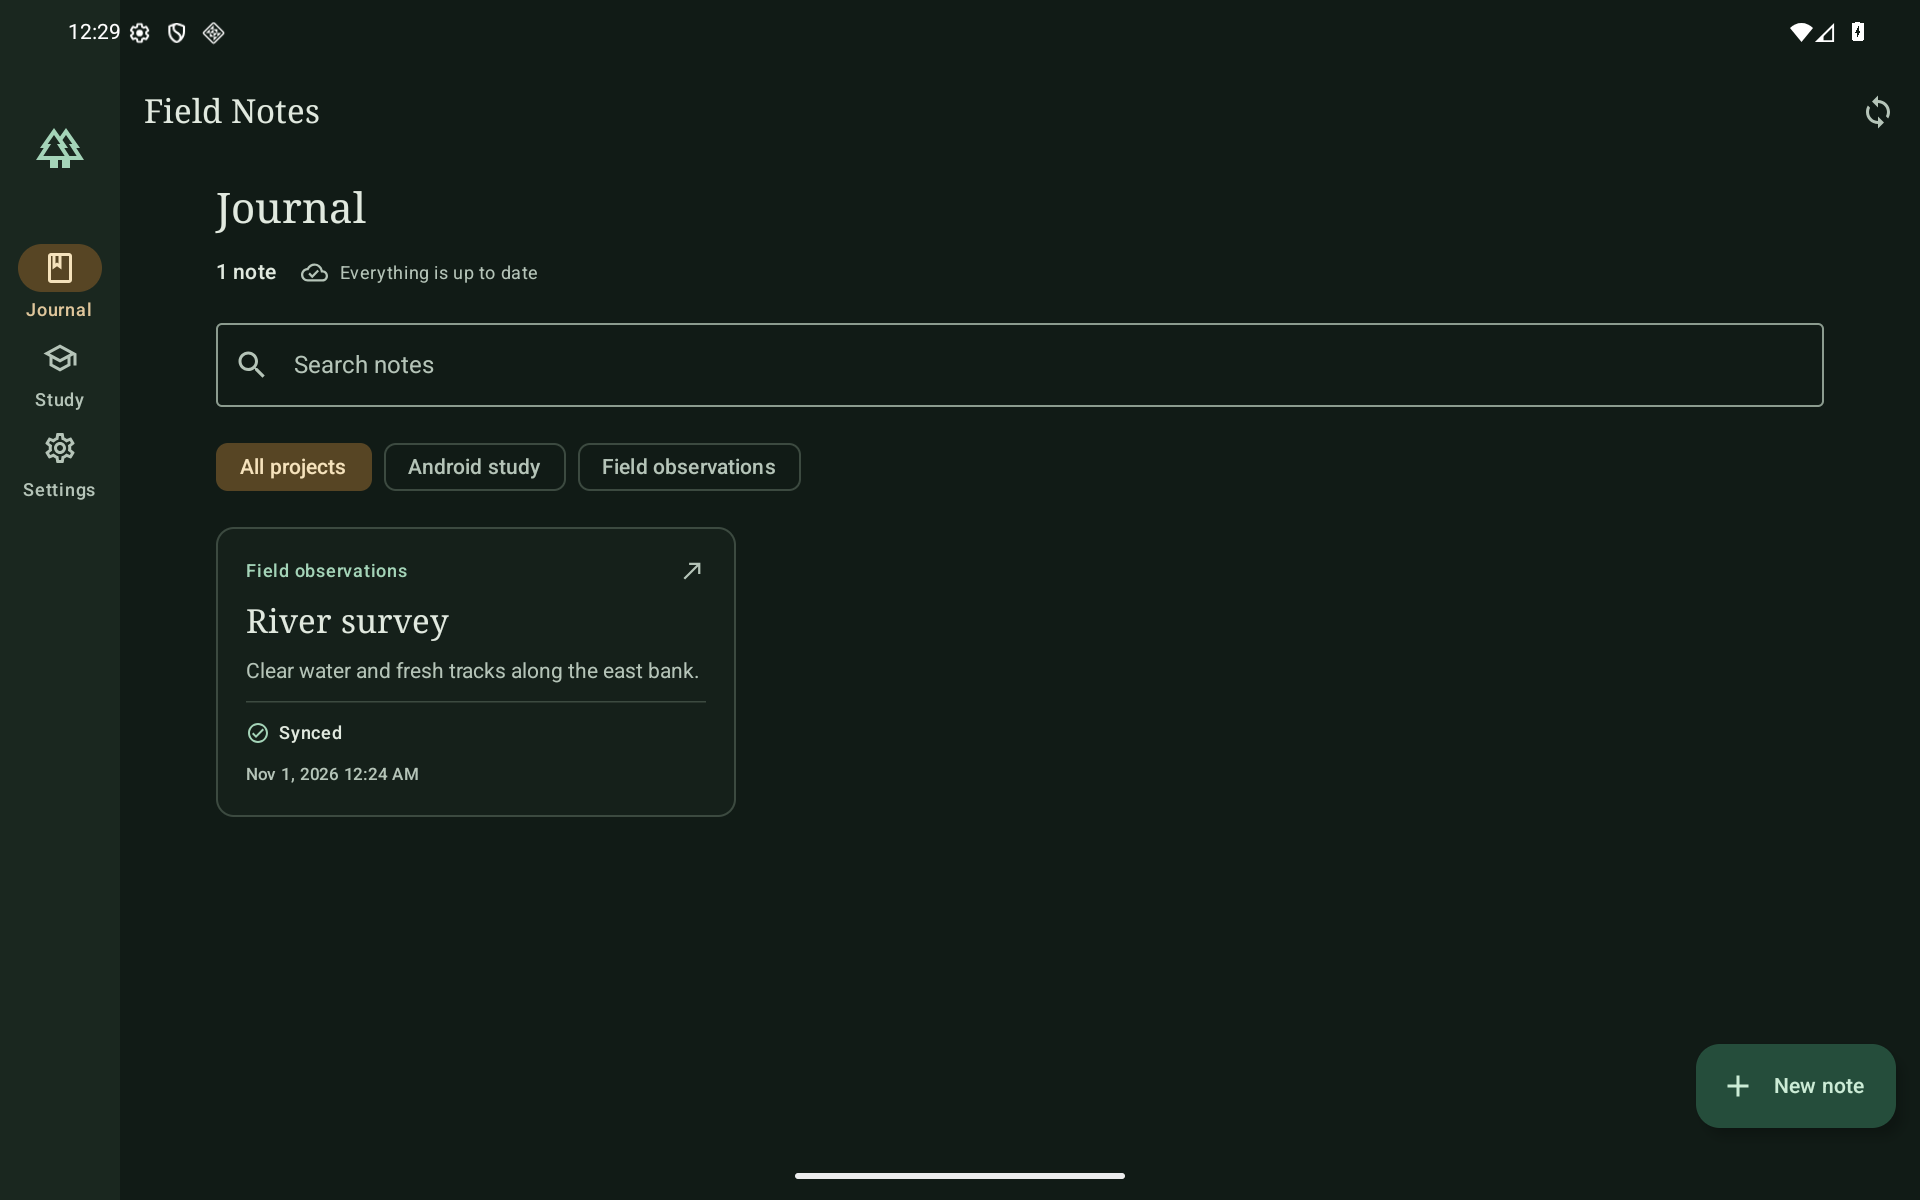 12:29
Field Notes
Journal
1 note
Everything is up to date
Search notes
Journal
Study
Settings
All projects
Android study
Field observations
Field observations
River survey
Clear water and fresh tracks along the east bank.
Synced
Nov 1, 2026 12:24 AM
New note